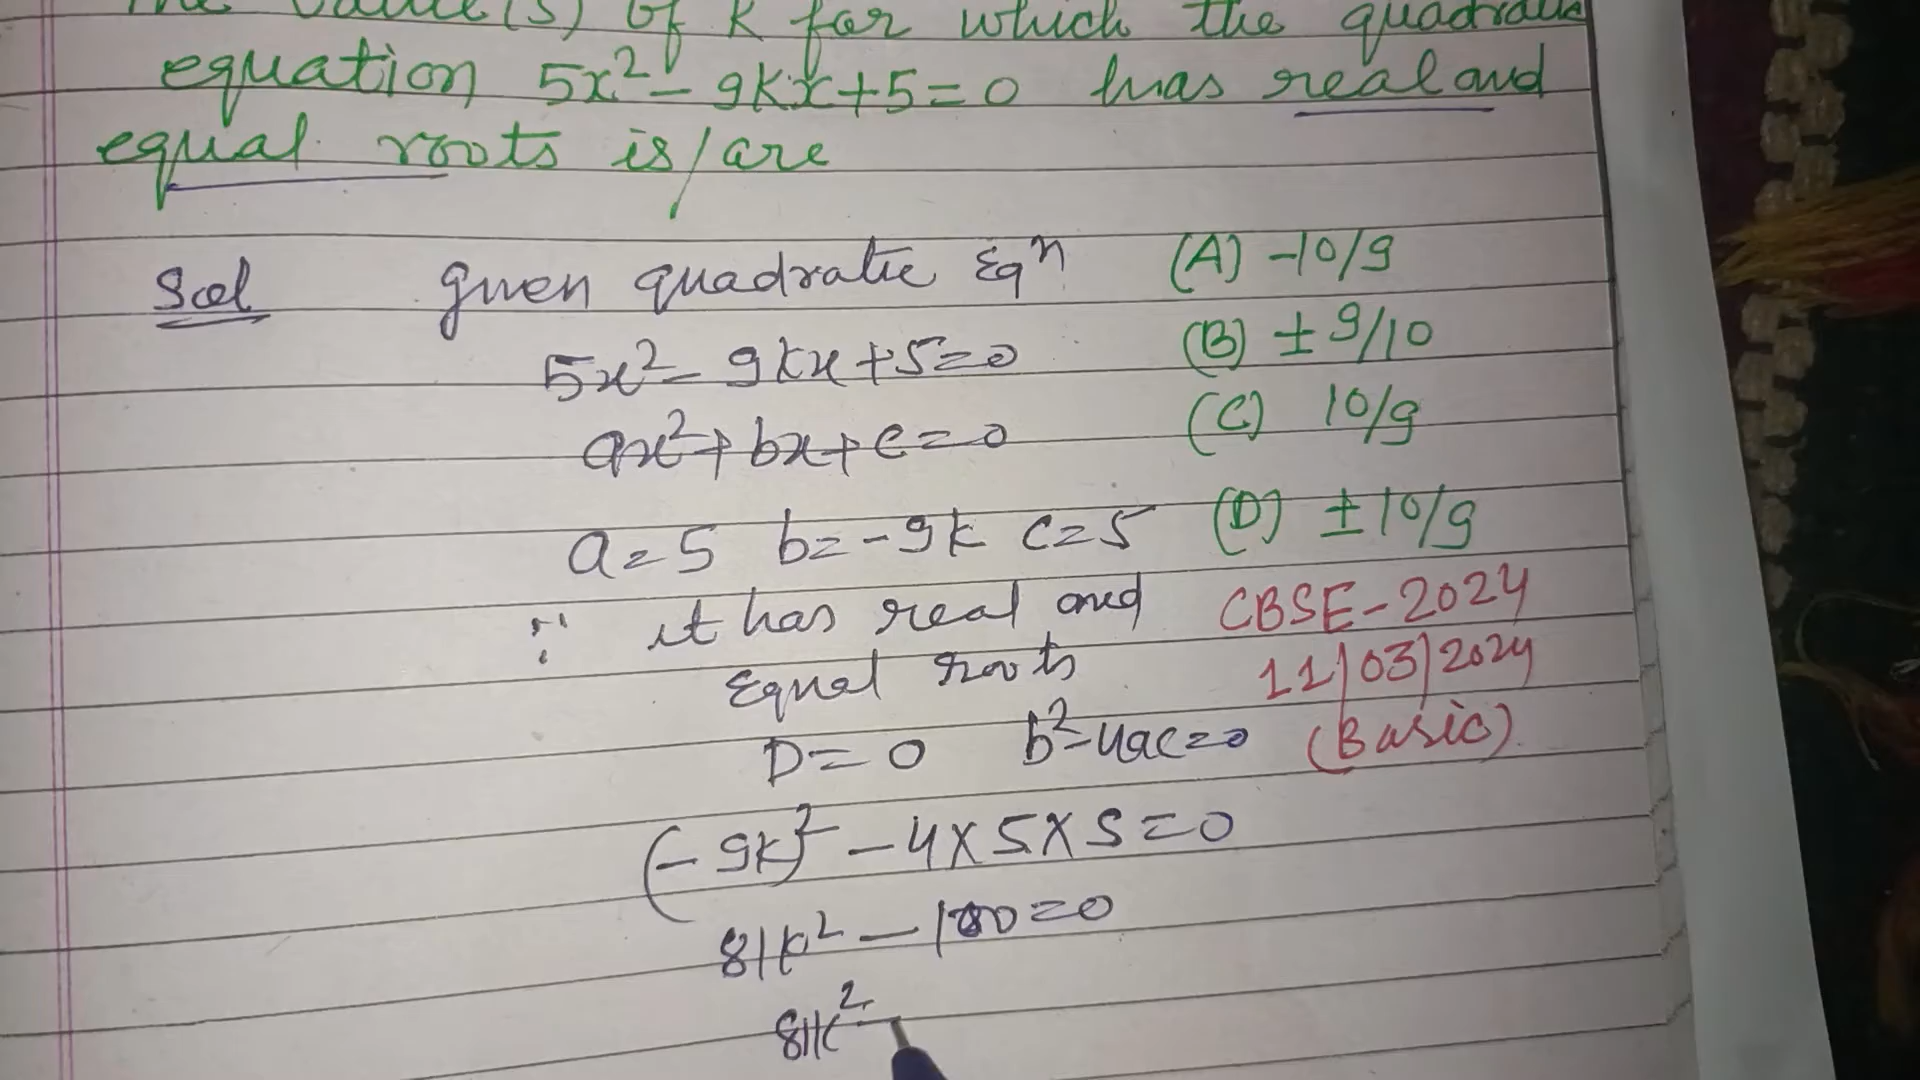 The value(s) of k for which the quadratic
equation 5x² - 9kx + 5 = 0 has real and
equal roots is/are
Sol given quadratic Eqⁿ (A) -10/9
5x² - 9kx + 5 = 0 (B) ± 9/10
ax² + bx + c = 0 (C) 10/9
a = 5 b = -9k c = 5 (D) ± 10/9
∵ it has real and CBSE-2024
Equal roots 11/03/2024
D = 0 b² - 4ac = 0 (Basic)
(-9k)² - 4 × 5 × 5 = 0
81k² - 100 = 0
81k²